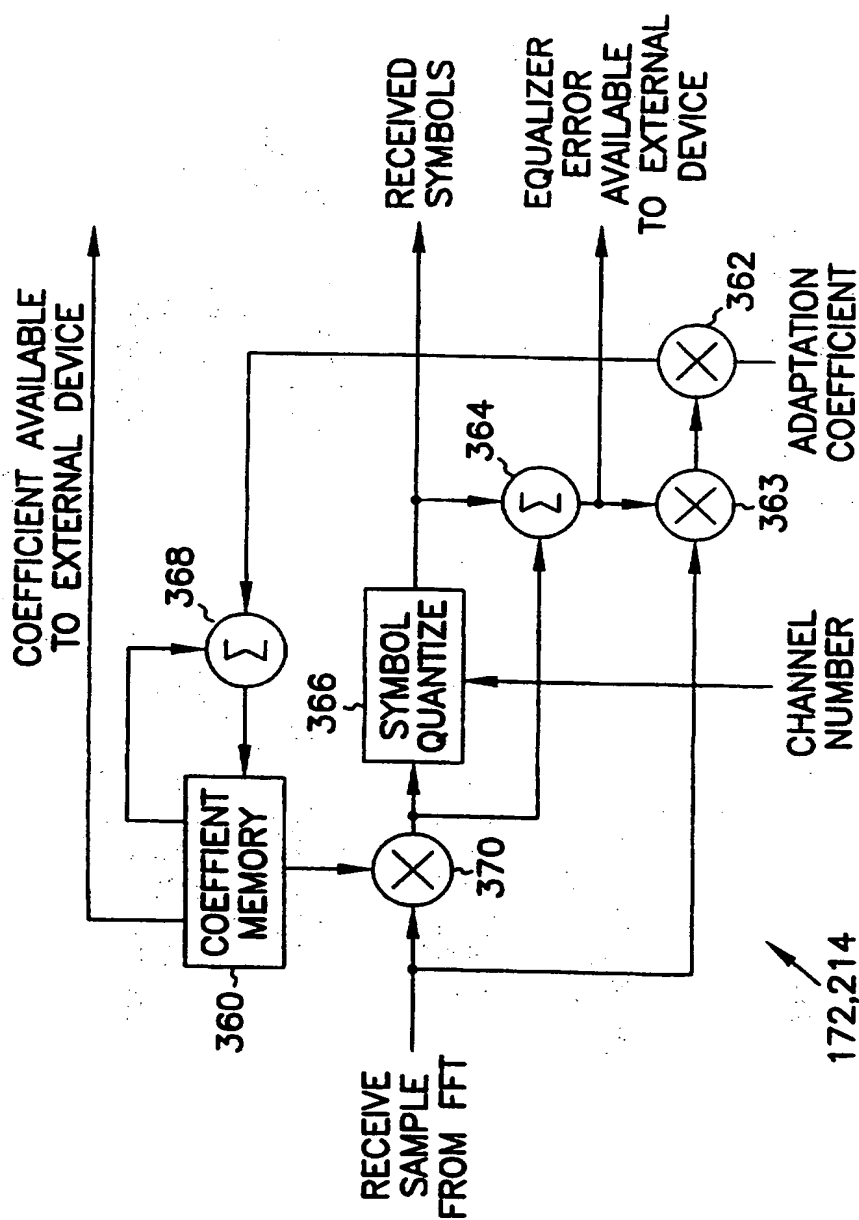 COEFFICIENT AVAILABLE
TO EXTERNAL DEVICE
368
Σ
COEFFIENT
MEMORY
360
RECEIVED
SYMBOLS
366
SYMBOL
QUANTIZE
364
Σ
EQUALIZER
ERROR
AVAILABLE
TO EXTERNAL
DEVICE
RECEIVE
SAMPLE
FROM FFT
370
362
363
CHANNEL
NUMBER
ADAPTATION
COEFFICIENT
172,214